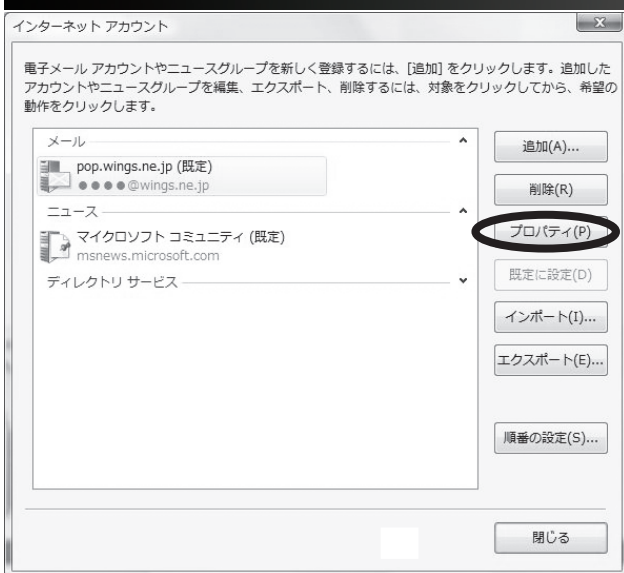 インターネット アカウント
電子メール アカウントやニュースグループを新しく登録するには、[追加] をクリックします。追加した
アカウントやニュースグループを編集、エクスポート、削除するには、対象をクリックしてから、希望の
動作をクリックします。
メール
pop.wings.ne.jp (既定)
●●●●@wings.ne.jp
ニュース
マイクロソフト コミュニティ (既定)
msnews.microsoft.com
ディレクトリ サービス
追加(A)...
削除(R)
プロパティ(P)
既定に設定(D)
インポート(I)...
エクスポート(E)...
順番の設定(S)...
閉じる